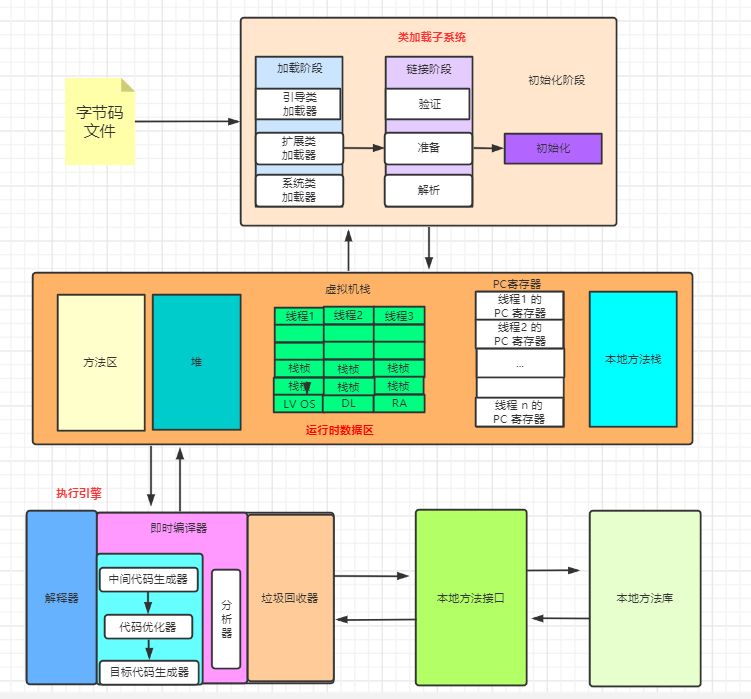 类加载子系统
加载阶段
链接阶段
初始化阶段
字节码
文件
引导类
加载器
验证
扩展类
加载器
准备
初始化
系统类
加载器
解析
虚拟机栈
PC寄存器
方法区
堆
线程1
线程2
线程3
栈桢
栈桢
栈桢
栈桢
栈桢
栈桢
LV OS
DL
RA
线程1 的
PC 寄存器
线程2 的
PC 寄存器
...
线程 n 的
PC 寄存器
本地方法栈
运行时数据区
执行引擎
解释器
即时编译器
中间代码生成器
代码优化器
目标代码生成器
分
析
器
垃圾回收器
本地方法接口
本地方法库